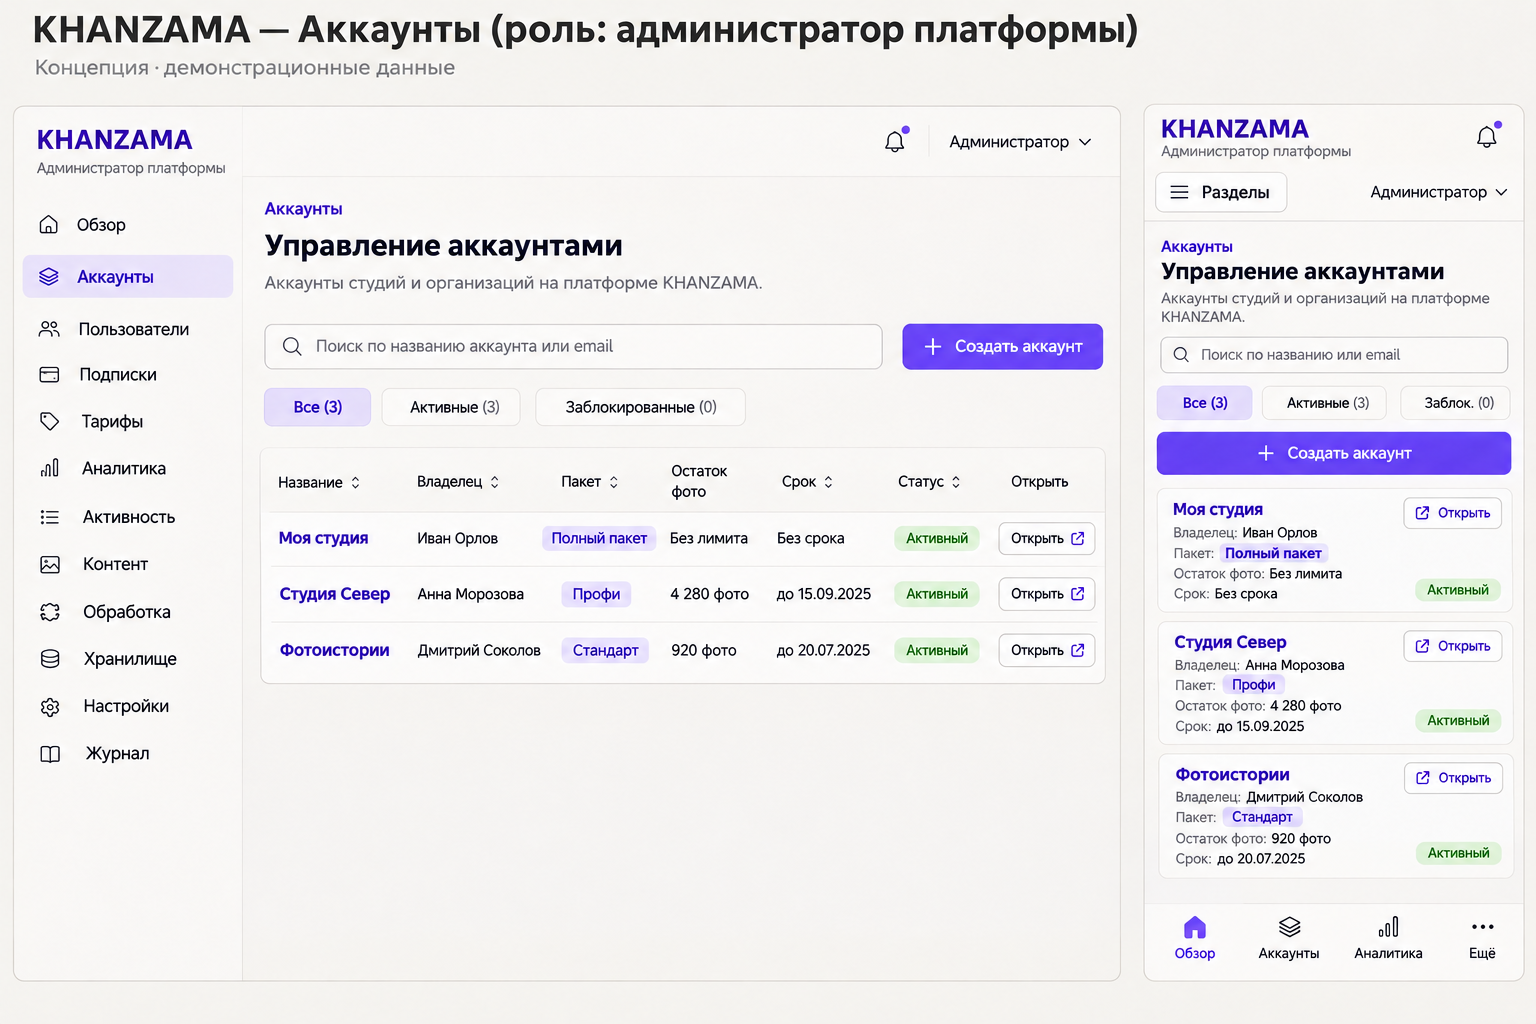 KHANZAMA — Аккаунты (роль: администратор платформы)
Концепция · демонстрационные данные
KHANZAMA
Администратор платформы
Обзор
Аккаунты
Пользователи
Подписки
Тарифы
Аналитика
Активность
Контент
Обработка
Хранилище
Настройки
Журнал
Администратор
Аккаунты
Управление аккаунтами
Аккаунты студий и организаций на платформе KHANZAMA.
Поиск по названию аккаунта или email
Создать аккаунт
Все (3) Активные (3) Заблокированные (0)
Название Владелец Пакет Остаток фото Срок Статус Открыть
Моя студия Иван Орлов Полный пакет Без лимита Без срока Активный Открыть
Студия Север Анна Морозова Профи 4 280 фото до 15.09.2025 Активный Открыть
Фотоистории Дмитрий Соколов Стандарт 920 фото до 20.07.2025 Активный Открыть
KHANZAMA
Администратор платформы
Разделы Администратор
Аккаунты
Управление аккаунтами
Аккаунты студий и организаций на платформе
KHANZAMA.
Поиск по названию или email
Все (3) Активные (3) Заблок. (0)
Создать аккаунт
Моя студия Открыть
Владелец: Иван Орлов
Пакет: Полный пакет
Остаток фото: Без лимита
Срок: Без срока Активный
Студия Север Открыть
Владелец: Анна Морозова
Пакет: Профи
Остаток фото: 4 280 фото
Срок: до 15.09.2025 Активный
Фотоистории Открыть
Владелец: Дмитрий Соколов
Пакет: Стандарт
Остаток фото: 920 фото
Срок: до 20.07.2025 Активный
Обзор Аккаунты Аналитика Ещё